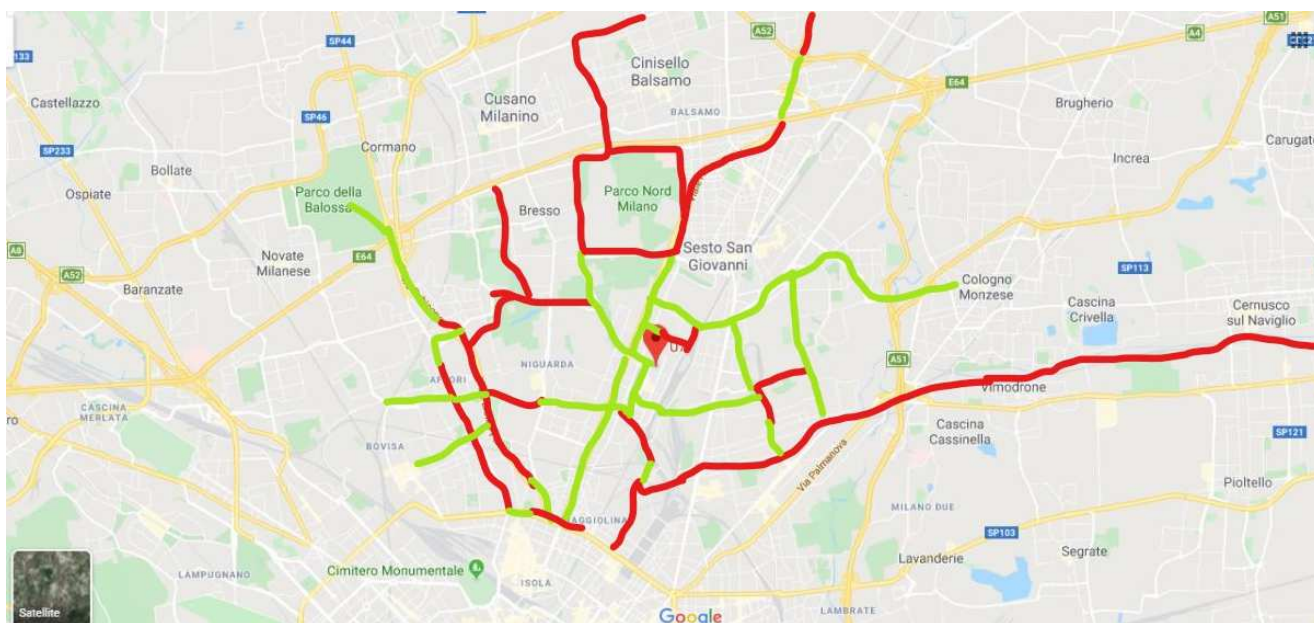 A51
A52
SP44
A4
133
Cinisello
Balsamo
E64
Castellazzo
Cusano
Milanino
BALSAMO
Brugherio
SP46
Carugat
SP233
Cormano
Bollate
Increa
Ospiate
Parco della
Balossa
Parco Nord
Milano
Bresso
Sesto San
Giovanni
A8
Novate
Milanese
E64
A52
Baranzate
SP113
Cologno
Monzese
Cascina
Crivella
Cernusco
sul Naviglio
A51
NIGUARDA
Vimodrone
CASCINA
MERLATA
BOVISA
Cascina
Cassinella
SP121
Via Palmanova
Pioltello
MILANO DUE
SP103
Segrate
Lavanderie
Cimitero Monumentale
LAMPUGNANO
ISOLA
Satellite
LAMBRATE
Google